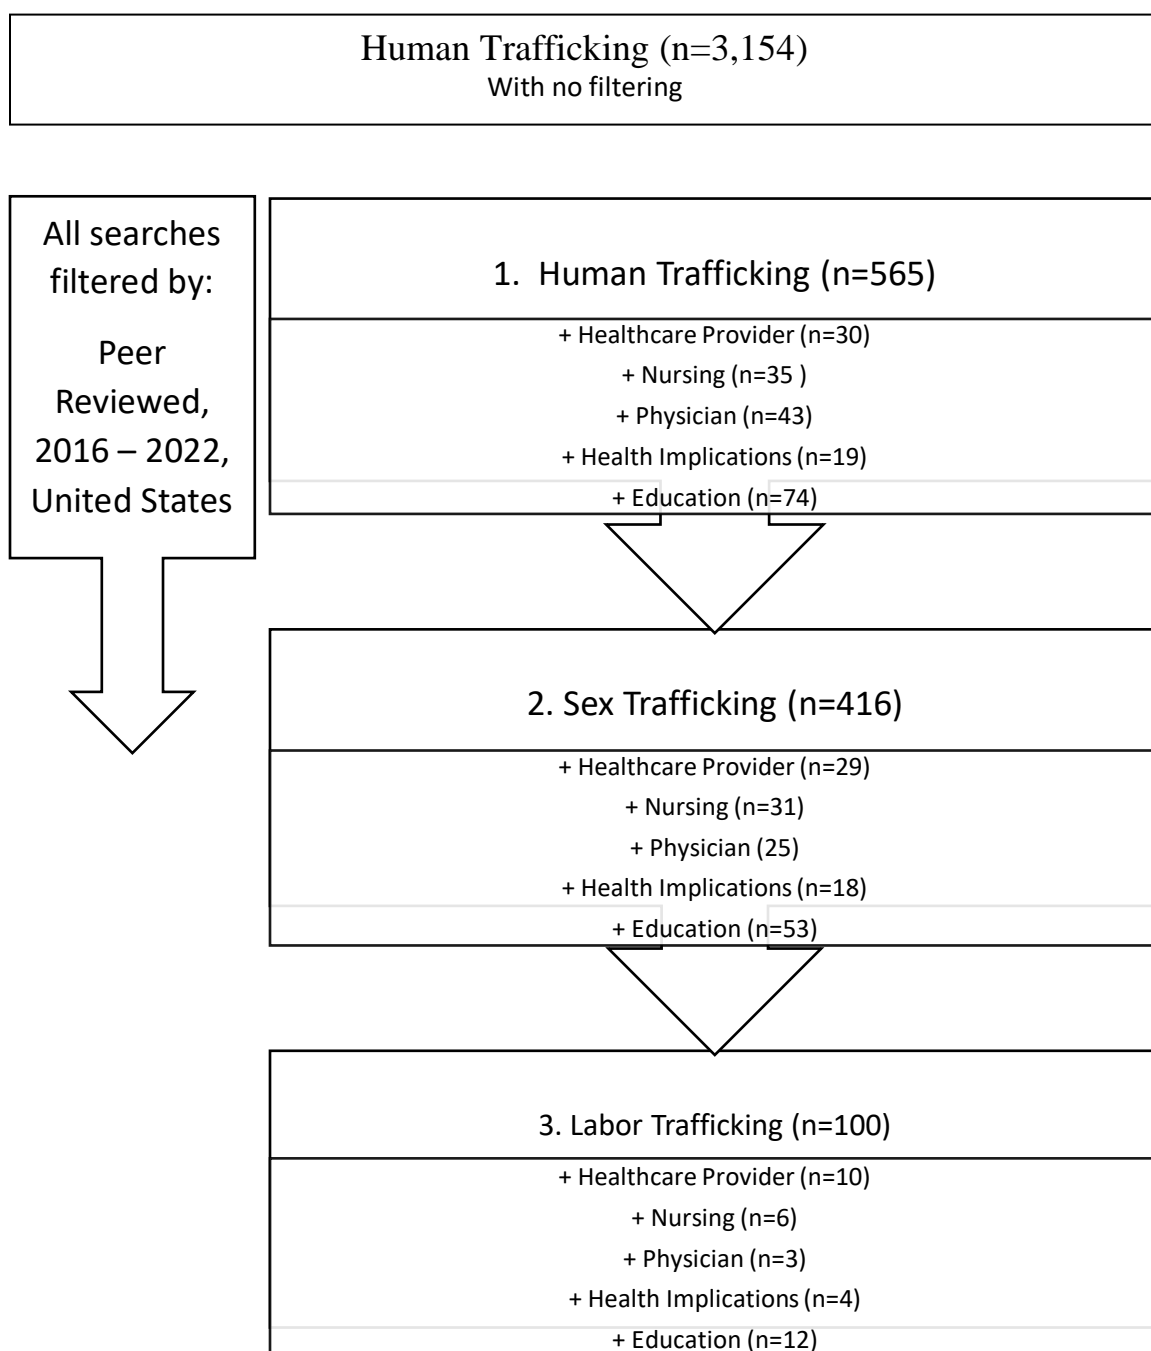 Human Trafficking (n=3,154)
With no filtering
All searches
filtered by:
Peer
Reviewed,
2016 – 2022,
United States
1. Human Trafficking (n=565)
+ Healthcare Provider (n=30)
+ Nursing (n=35 )
+ Physician (n=43)
+ Health Implications (n=19)
+ Education (n=74)
2. Sex Trafficking (n=416)
+ Healthcare Provider (n=29)
+ Nursing (n=31)
+ Physician (25)
+ Health Implications (n=18)
+ Education (n=53)
3. Labor Trafficking (n=100)
+ Healthcare Provider (n=10)
+ Nursing (n=6)
+ Physician (n=3)
+ Health Implications (n=4)
+ Education (n=12)